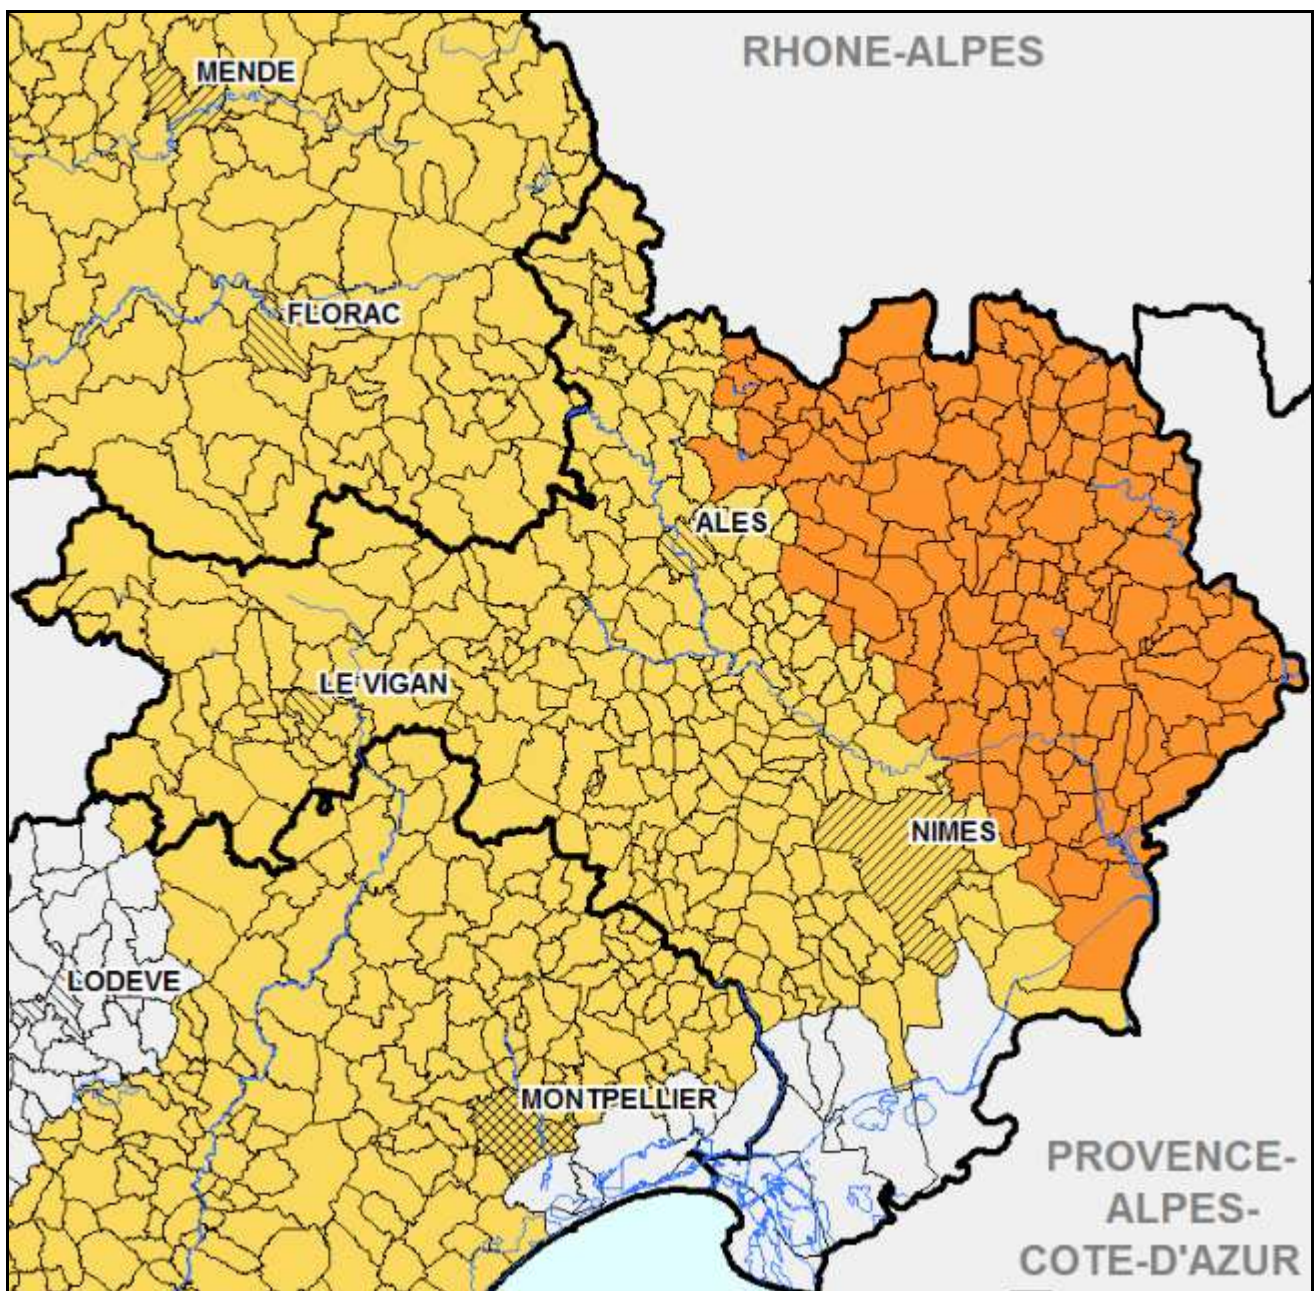 RHONE-ALPES
MENDE
FLORAC
ALES
LE VIGAN
NIMES
LODEVE
MONTPELLIER
PROVENCE-
ALPES-
COTE-D'AZUR